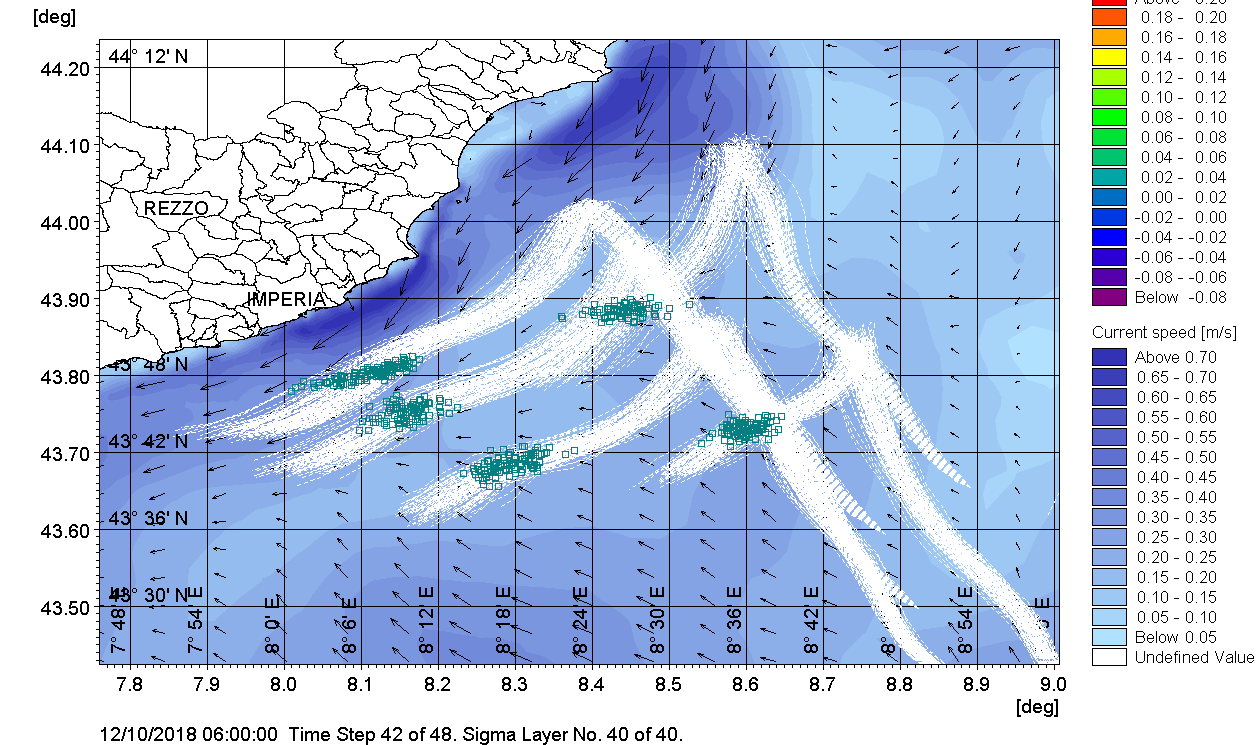 [deg]
44° 12' N
44.20
44.10
44.00
43.90
43.80
43.70
43.60
43.50
REZZO
IMPERIA
43° 48' N
43° 42' N
43° 36' N
43° 30' N
7° 48'
7° 54' E
8° 0' E
8° 6' E
8° 12' E
8° 18' E
8° 24' E
8° 30' E
8° 36' E
8° 42' E
8°
8° 54' E
E
7.8 7.9 8.0 8.1 8.2 8.3 8.4 8.5 8.6 8.7 8.8 8.9 9.0
[deg]
12/10/2018 06:00:00 Time Step 42 of 48. Sigma Layer No. 40 of 40.
Above 0.20
0.18 - 0.20
0.16 - 0.18
0.14 - 0.16
0.12 - 0.14
0.10 - 0.12
0.08 - 0.10
0.06 - 0.08
0.04 - 0.06
0.02 - 0.04
0.00 - 0.02
-0.02 - 0.00
-0.04 - -0.02
-0.06 - -0.04
-0.08 - -0.06
Below -0.08
Current speed [m/s]
Above 0.70
0.65 - 0.70
0.60 - 0.65
0.55 - 0.60
0.50 - 0.55
0.45 - 0.50
0.40 - 0.45
0.35 - 0.40
0.30 - 0.35
0.25 - 0.30
0.20 - 0.25
0.15 - 0.20
0.10 - 0.15
0.05 - 0.10
Below 0.05
Undefined Value